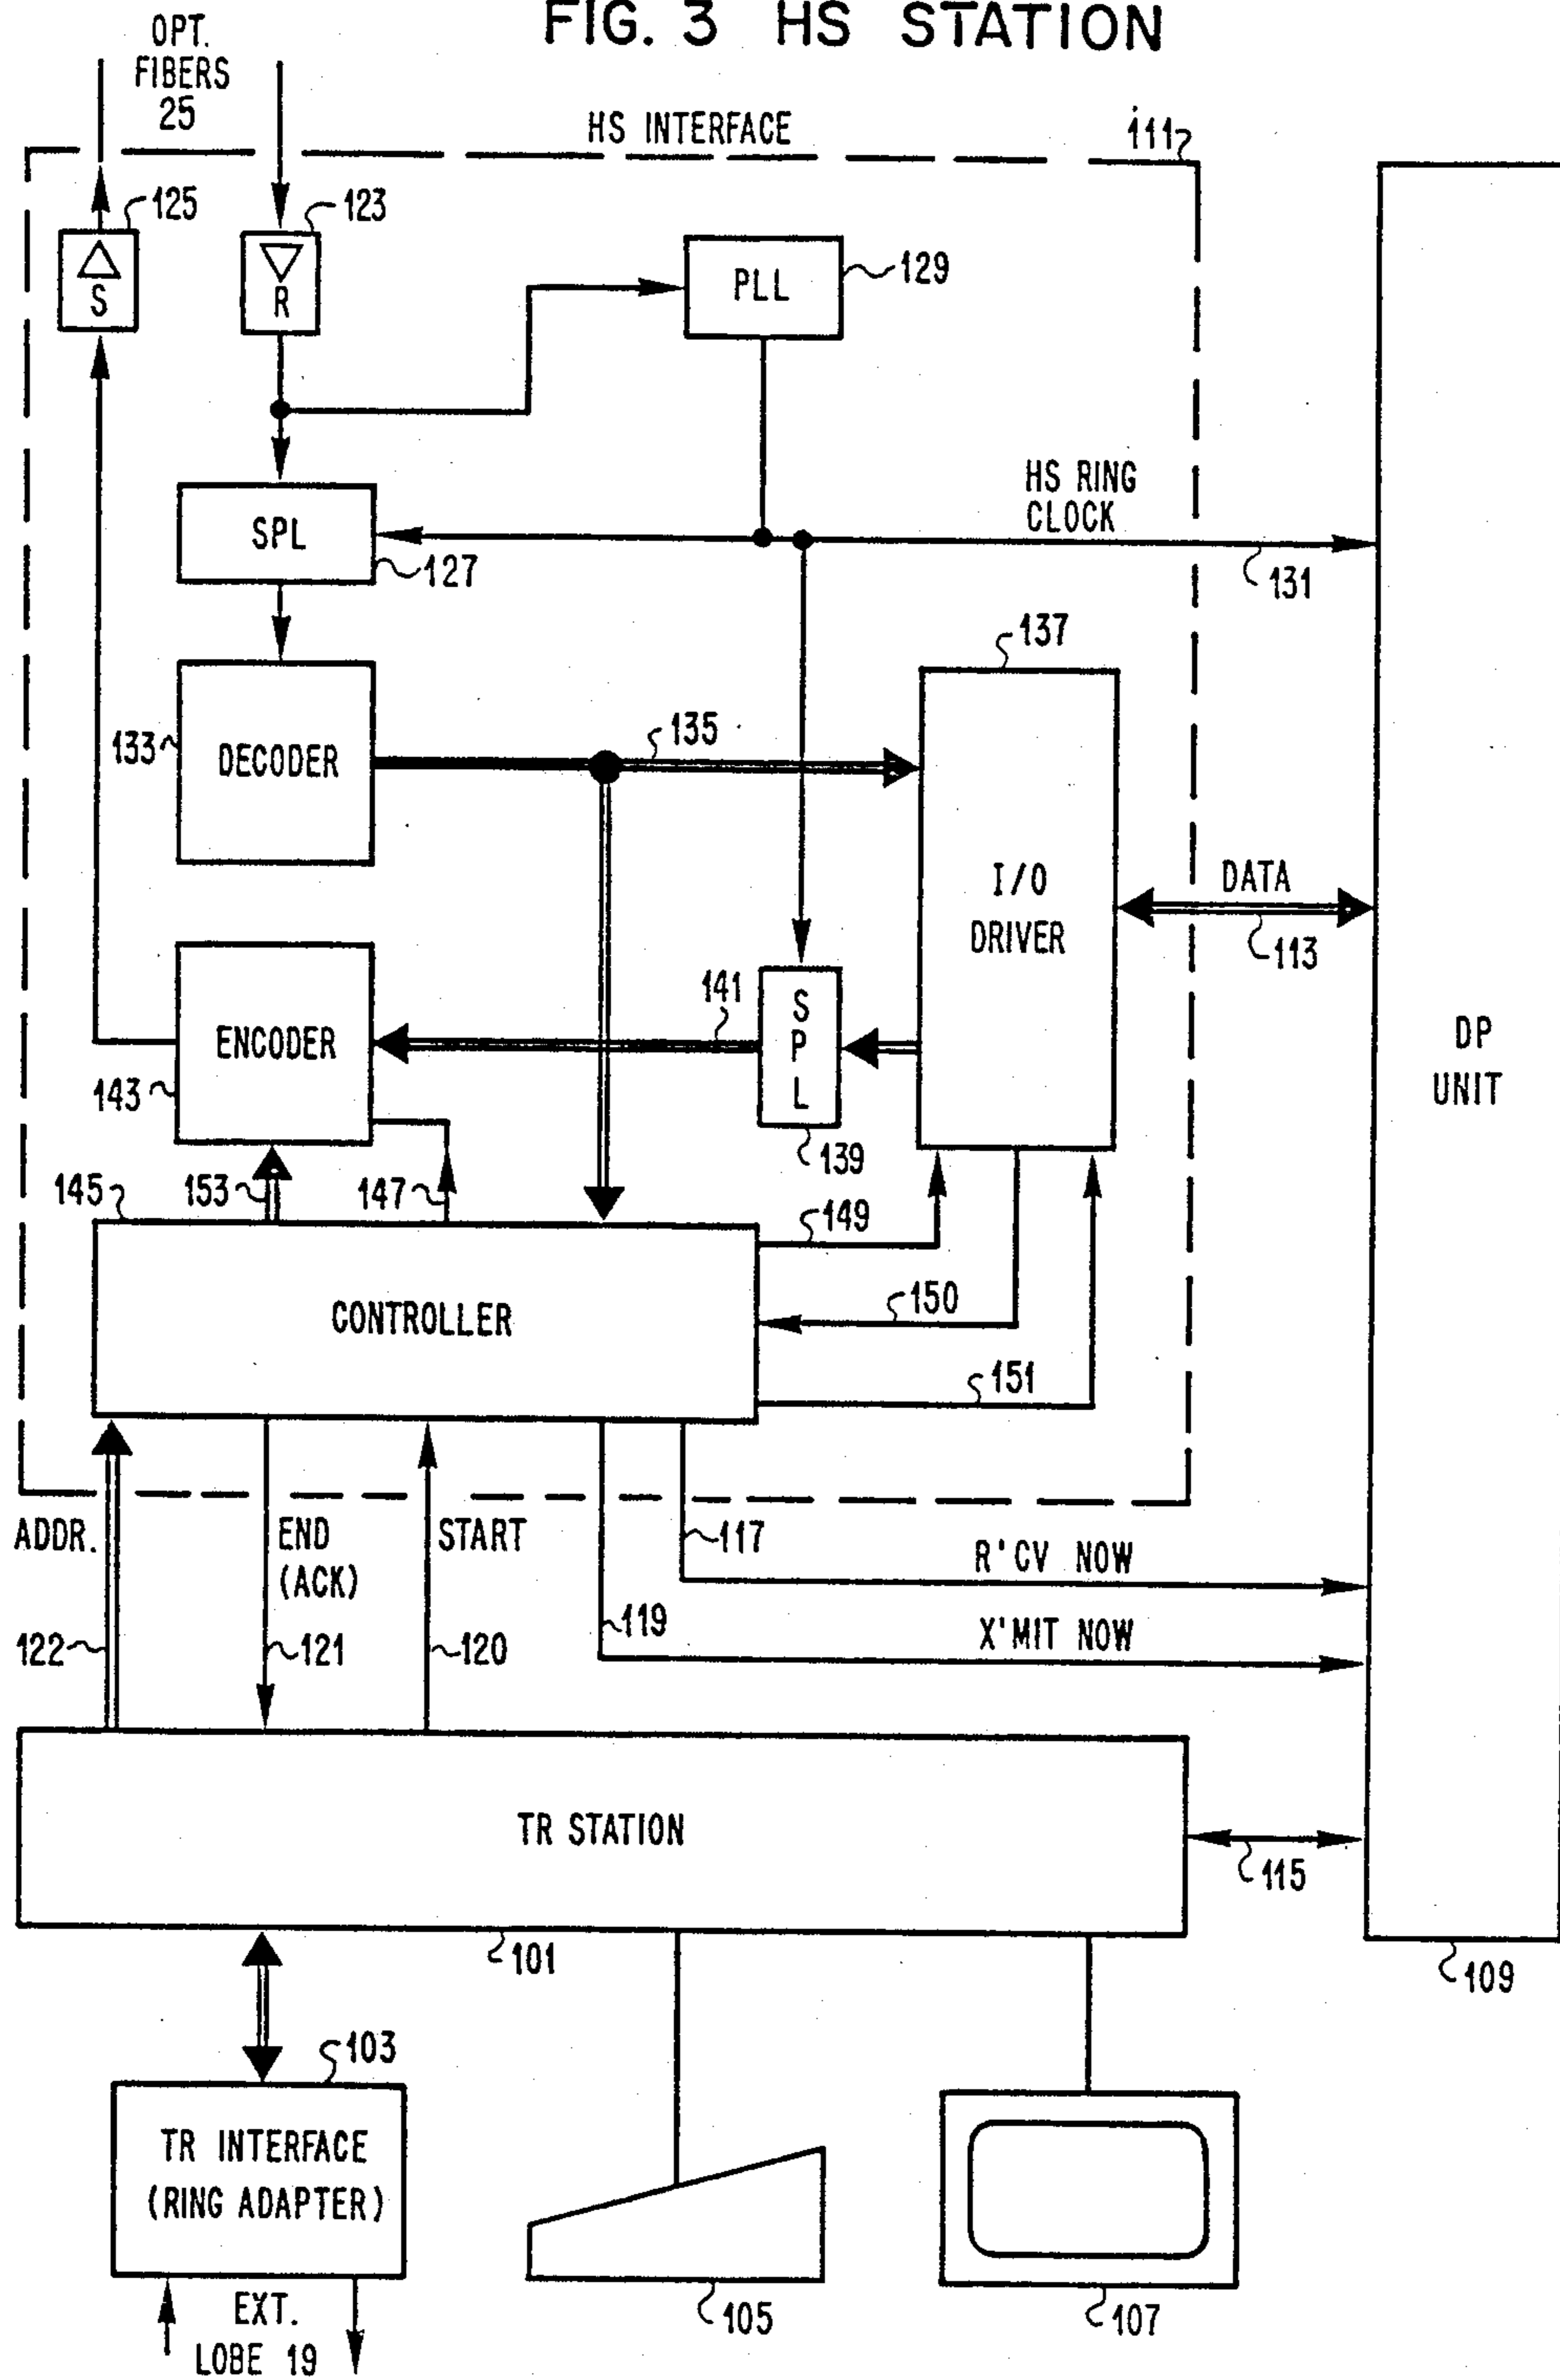 FIG. 3 HS STATION
OPT.
FIBERS
25
HS INTERFACE
111
125
123
S
R
PLL
129
HS RING
CLOCK
SPL
127
131
137
133
DECODER
135
I/O
DRIVER
DATA
113
141
S
P
L
ENCODER
143
139
DP
UNIT
145
153
147
149
CONTROLLER
150
151
ADDR.
END
(ACK)
START
117
R'CV NOW
122
121
120
119
X'MIT NOW
TR STATION
115
101
109
103
TR INTERFACE
(RING ADAPTER)
EXT.
LOBE 19
105
107